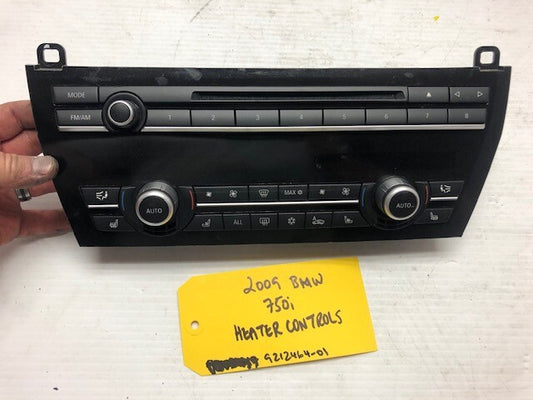 MODE
FM/AM 1 2 3 4 5 6 7 8
MAX
AUTO ALL AUTO
2009 BMW
750i
HEATER CONTROLS
9212464-01